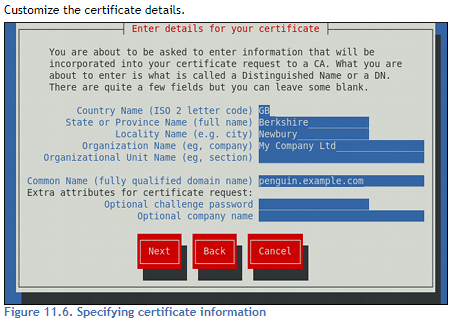 Customize the certificate details.
Enter details for your certificate
You are about to be asked to enter information that will be
incorporated into your certificate request to a CA. What you are
about to enter is what is called a Distinguished Name or a DN.
There are quite a few fields but you can leave some blank.
Country Name (ISO 2 letter code) GB
State or Province Name (full name) Berkshire
Locality Name (e.g. city) Newbury
Organization Name (eg, company) My Company Ltd
Organizational Unit Name (eg, section)
Common Name (fully qualified domain name) penguin.example.com
Extra attributes for certificate request:
Optional challenge password
Optional company name
Next Back Cancel
Figure 11.6. Specifying certificate information